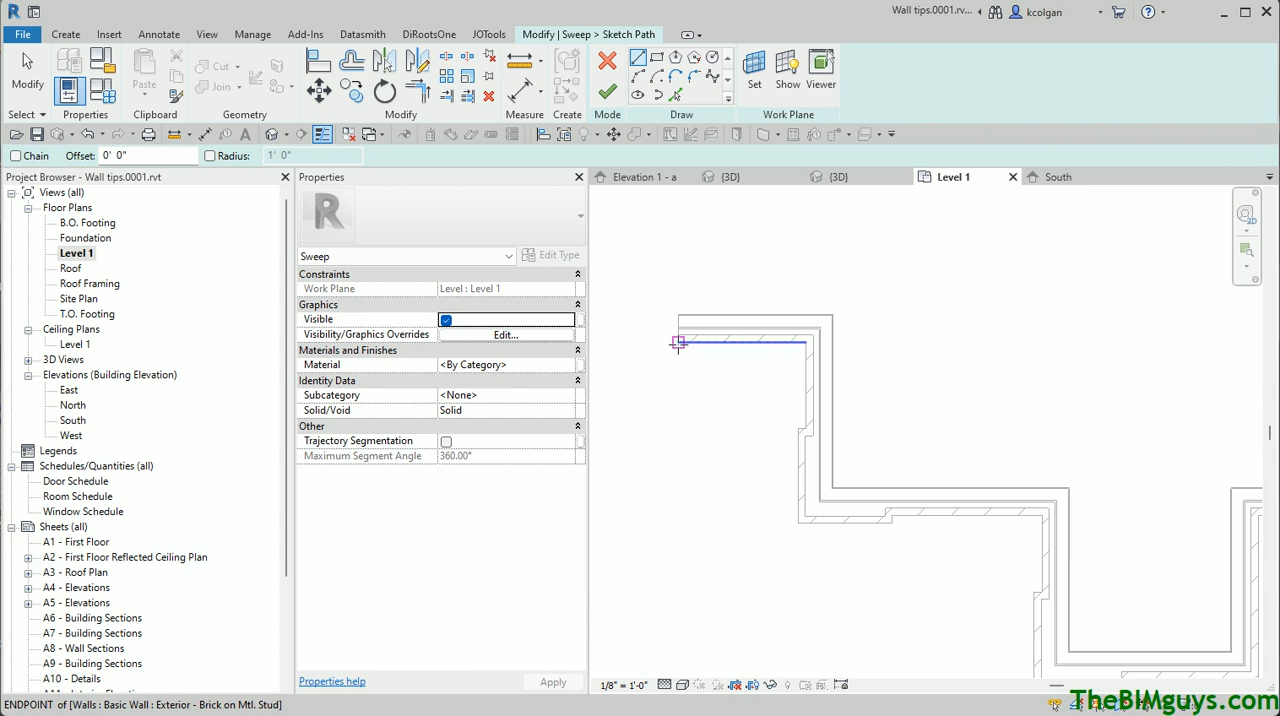 Wall tips.0001.rv...
kcolgan
File Create Insert Annotate View Manage Add-Ins Datasmith DiRootsOne JOTools Modify | Sweep > Sketch Path
Modify
Paste
Cut
Join
Set Show Viewer
Select Properties Clipboard Geometry Modify Measure Create Mode Draw Work Plane
Chain Offset: 0' 0" Radius: 1' 0"
Project Browser - Wall tips.0001.rvt
Views (all)
Floor Plans
B.O. Footing
Foundation
Level 1
Roof
Roof Framing
Site Plan
T.O. Footing
Ceiling Plans
Level 1
3D Views
Elevations (Building Elevation)
East
North
South
West
Legends
Schedules/Quantities (all)
Door Schedule
Room Schedule
Window Schedule
Sheets (all)
A1 - First Floor
A2 - First Floor Reflected Ceiling Plan
A3 - Roof Plan
A4 - Elevations
A5 - Elevations
A6 - Building Sections
A7 - Building Sections
A8 - Wall Sections
A9 - Building Sections
A10 - Details
Properties
Sweep Edit Type
Constraints
Work Plane Level : Level 1
Graphics
Visible
Visibility/Graphics Overrides Edit...
Materials and Finishes
Material <By Category>
Identity Data
Subcategory <None>
Solid/Void Solid
Other
Trajectory Segmentation
Maximum Segment Angle 360.00°
Properties help Apply
Elevation 1 - a {3D} {3D} Level 1 South
2D
1/8" = 1'-0"
ENDPOINT of [Walls : Basic Wall : Exterior - Brick on Mtl. Stud]
TheBIMguys.com